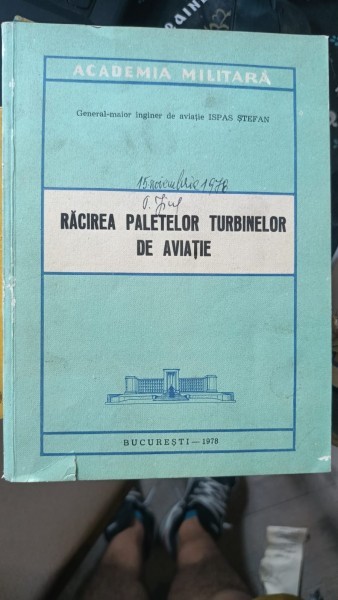 ACADEMIA MILITARĂ
General-maior inginer de aviație ISPAS ȘTEFAN
15 noiembrie 1978
RĂCIREA PALETELOR TURBINELOR
DE AVIAȚIE
BUCUREȘTI — 1978